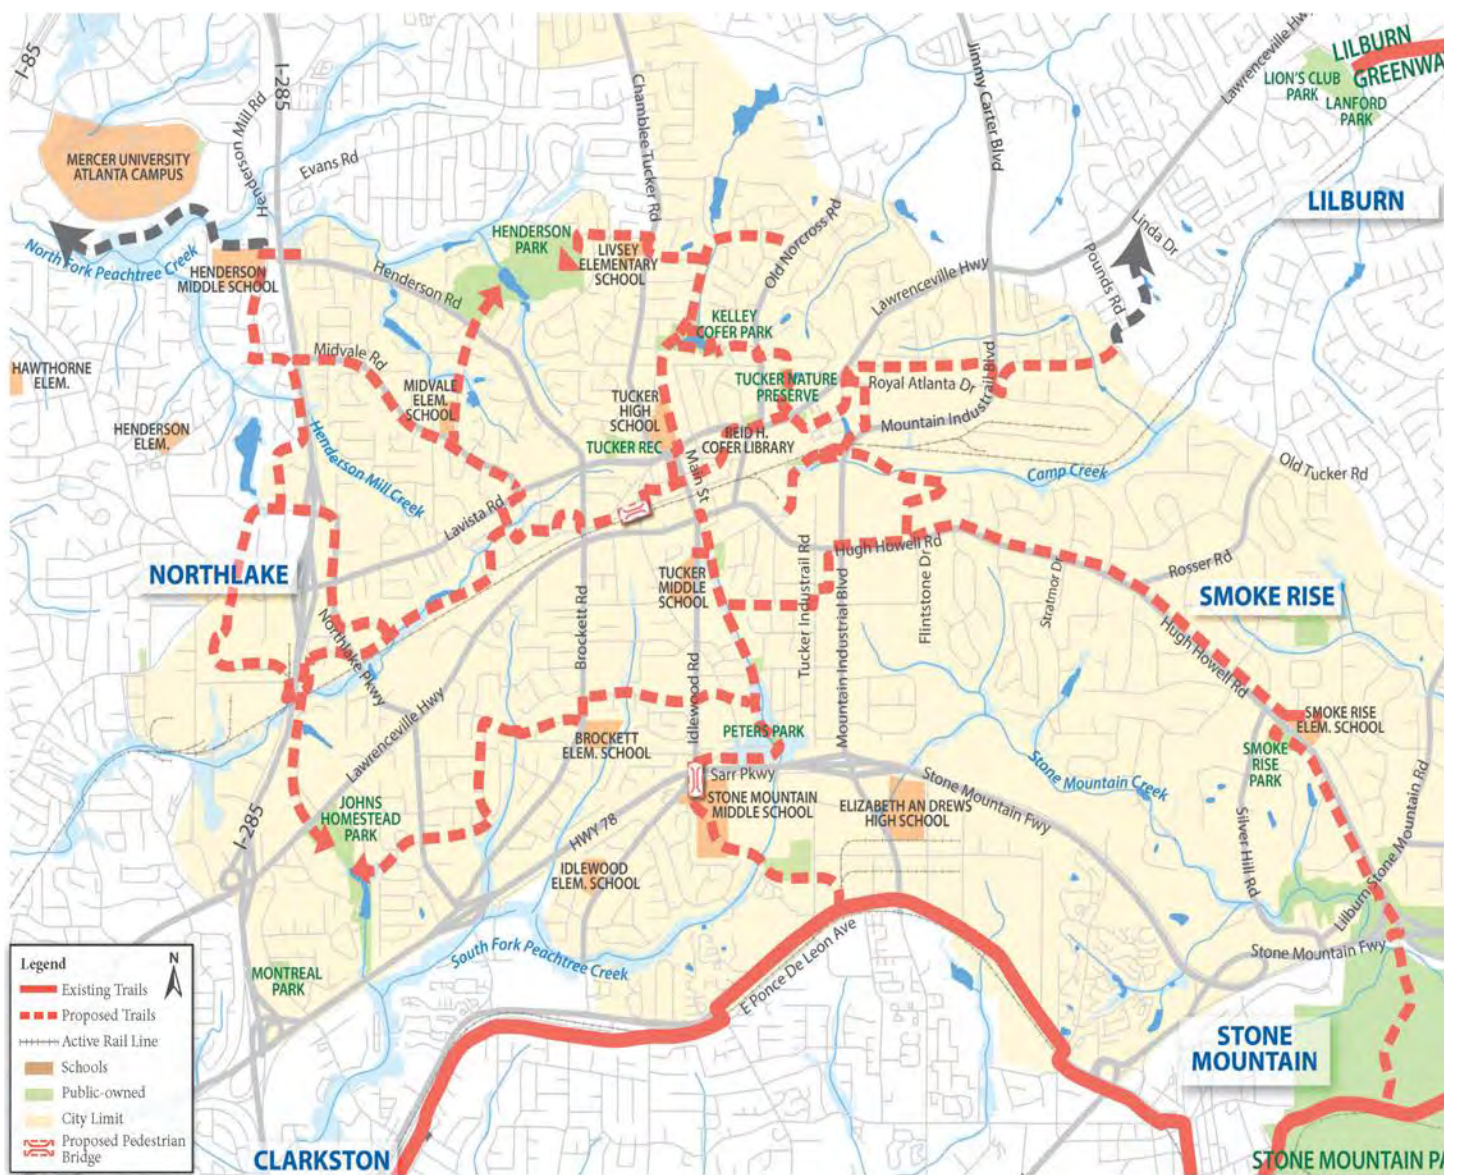 I-85
I-285
Henderson Mill Rd
Evans Rd
MERCER UNIVERSITY
ATLANTA CAMPUS
North Fork Peachtree Creek
HENDERSON
MIDDLE SCHOOL
Henderson Rd
HENDERSON
PARK
LIVSEY
ELEMENTARY
SCHOOL
Chamblee Tucker Rd
Old Norcross Rd
Jimmy Carter Blvd
Lawrenceville Hwy
Lawrenceville Hwy
LILBURN
GREENWA
LION'S CLUB
PARK
LANFORD
PARK
LILBURN
Linda Dr
Pounds Rd
KELLEY
COFER PARK
HAWTHORNE
ELEM.
Midvale Rd
MIDVALE
ELEM.
SCHOOL
HENDERSON
ELEM.
Henderson Mill Creek
TUCKER
HIGH
SCHOOL
TUCKER REC
TUCKER NATURE
PRESERVE
REID H.
COFER LIBRARY
Royal Atlanta Dr
Mountain Industrial Blvd
Main St
Camp Creek
Old Tucker Rd
Lavista Rd
NORTHLAKE
Northlake Pkwy
TUCKER
MIDDLE
SCHOOL
Hugh Howell Rd
Tucker Industrail Rd
Mountain Industrial Blvd
Flintstone Dr
Stratmor Dr
Rosser Rd
SMOKE RISE
Hugh Howell Rd
Brockett Rd
Idlewood Rd
Lawrenceville Hwy
BROCKETT
ELEM. SCHOOL
PETERS PARK
Sarr Pkwy
STONE MOUNTAIN
MIDDLE SCHOOL
ELIZABETH AN DREWS
HIGH SCHOOL
Stone Mountain Fwy
Stone Mountain Creek
SMOKE RISE
ELEM. SCHOOL
SMOKE
RISE
PARK
Silver Hill Rd
Lilburn Stone Mountain Rd
JOHNS
HOMESTEAD
PARK
I-285
HWY 78
IDLEWOOD
ELEM. SCHOOL
South Fork Peachtree Creek
E Ponce De Leon Ave
Stone Mountain Fwy
MONTREAL
PARK
STONE
MOUNTAIN
CLARKSTON
STONE MOUNTAIN PA
Legend
N
Existing Trails
Proposed Trails
Active Rail Line
Schools
Public-owned
City Limit
Proposed Pedestrian
Bridge